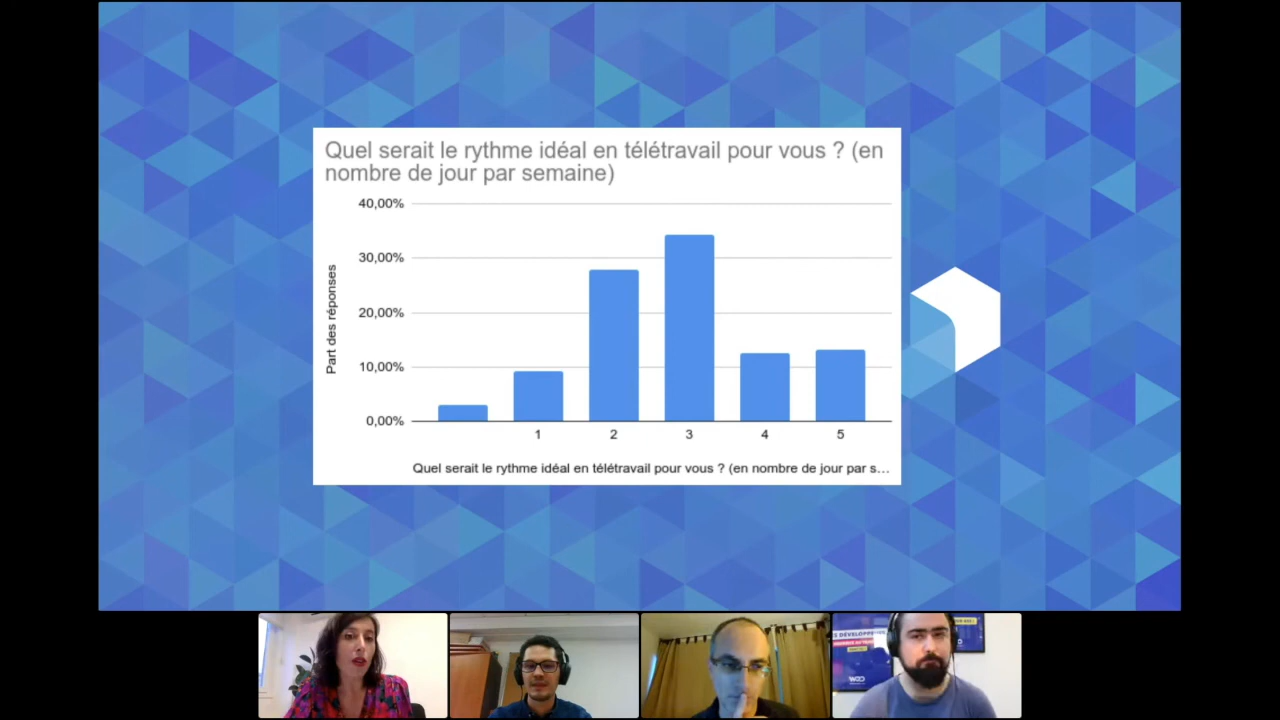 Quel serait le rythme idéal en télétravail pour vous ? (en
nombre de jour par semaine)
40,00%
30,00%
20,00%
10,00%
0,00%
Part des réponses
1
2
3
4
5
Quel serait le rythme idéal en télétravail pour vous ? (en nombre de jour par s...